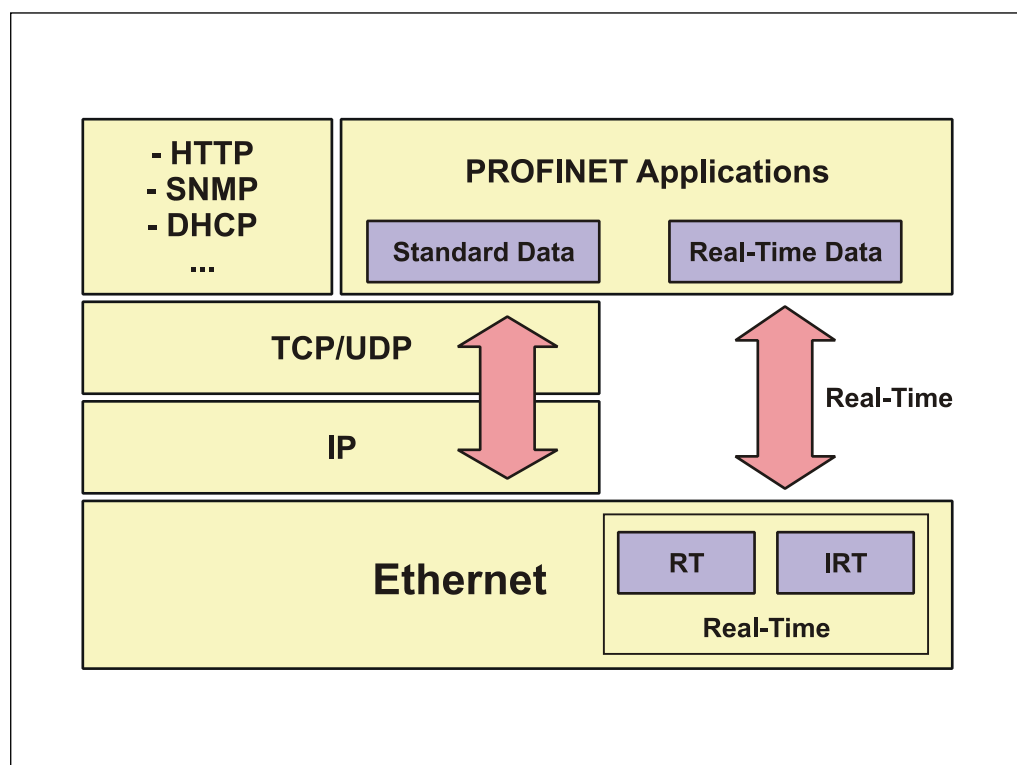 - HTTP
- SNMP
- DHCP
...
PROFINET Applications
Standard Data
Real-Time Data
TCP/UDP
Real-Time
IP
Ethernet
RT
IRT
Real-Time